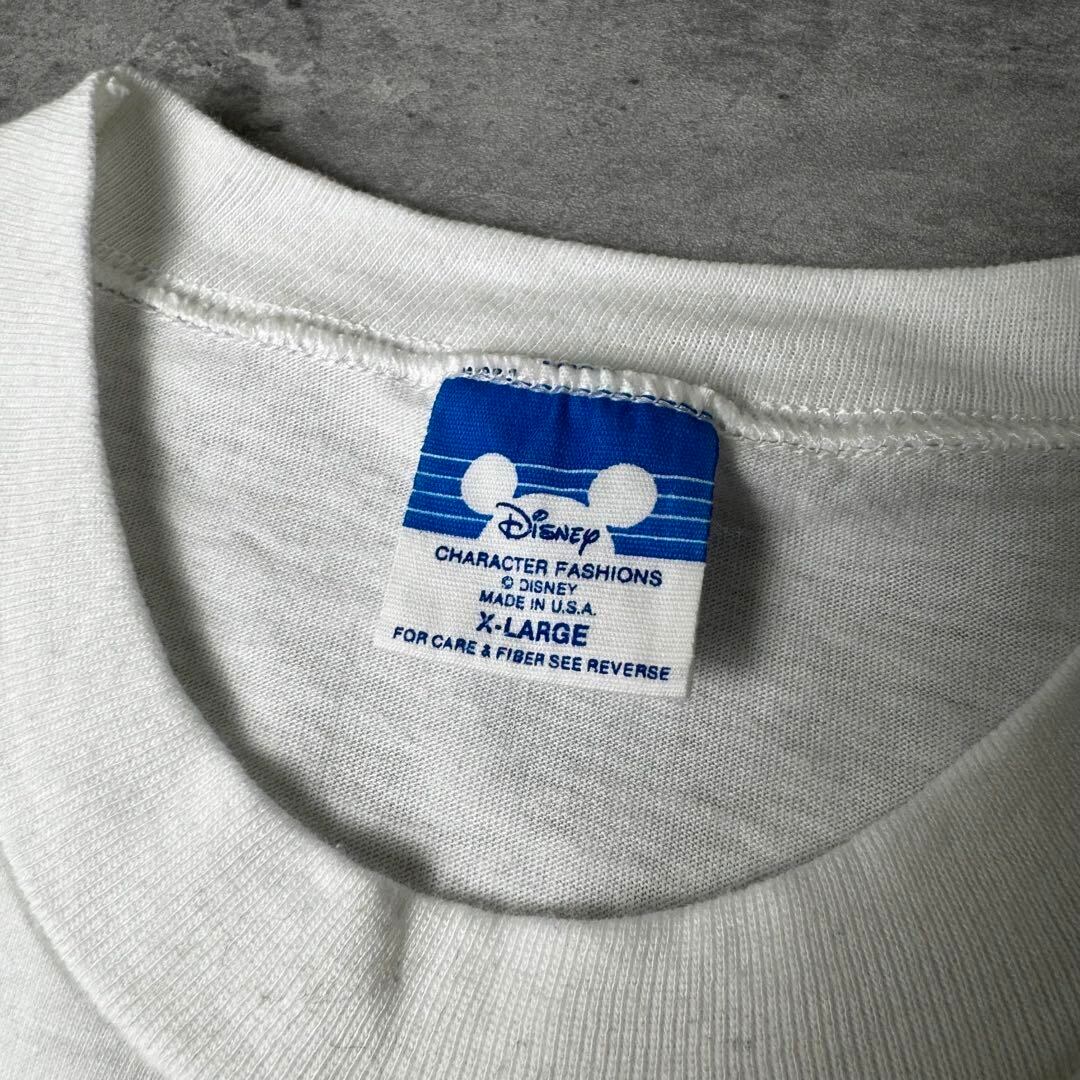 Disney
CHARACTER FASHIONS
© DISNEY
MADE IN U.S.A.
X-LARGE
FOR CARE & FIBER SEE REVERSE